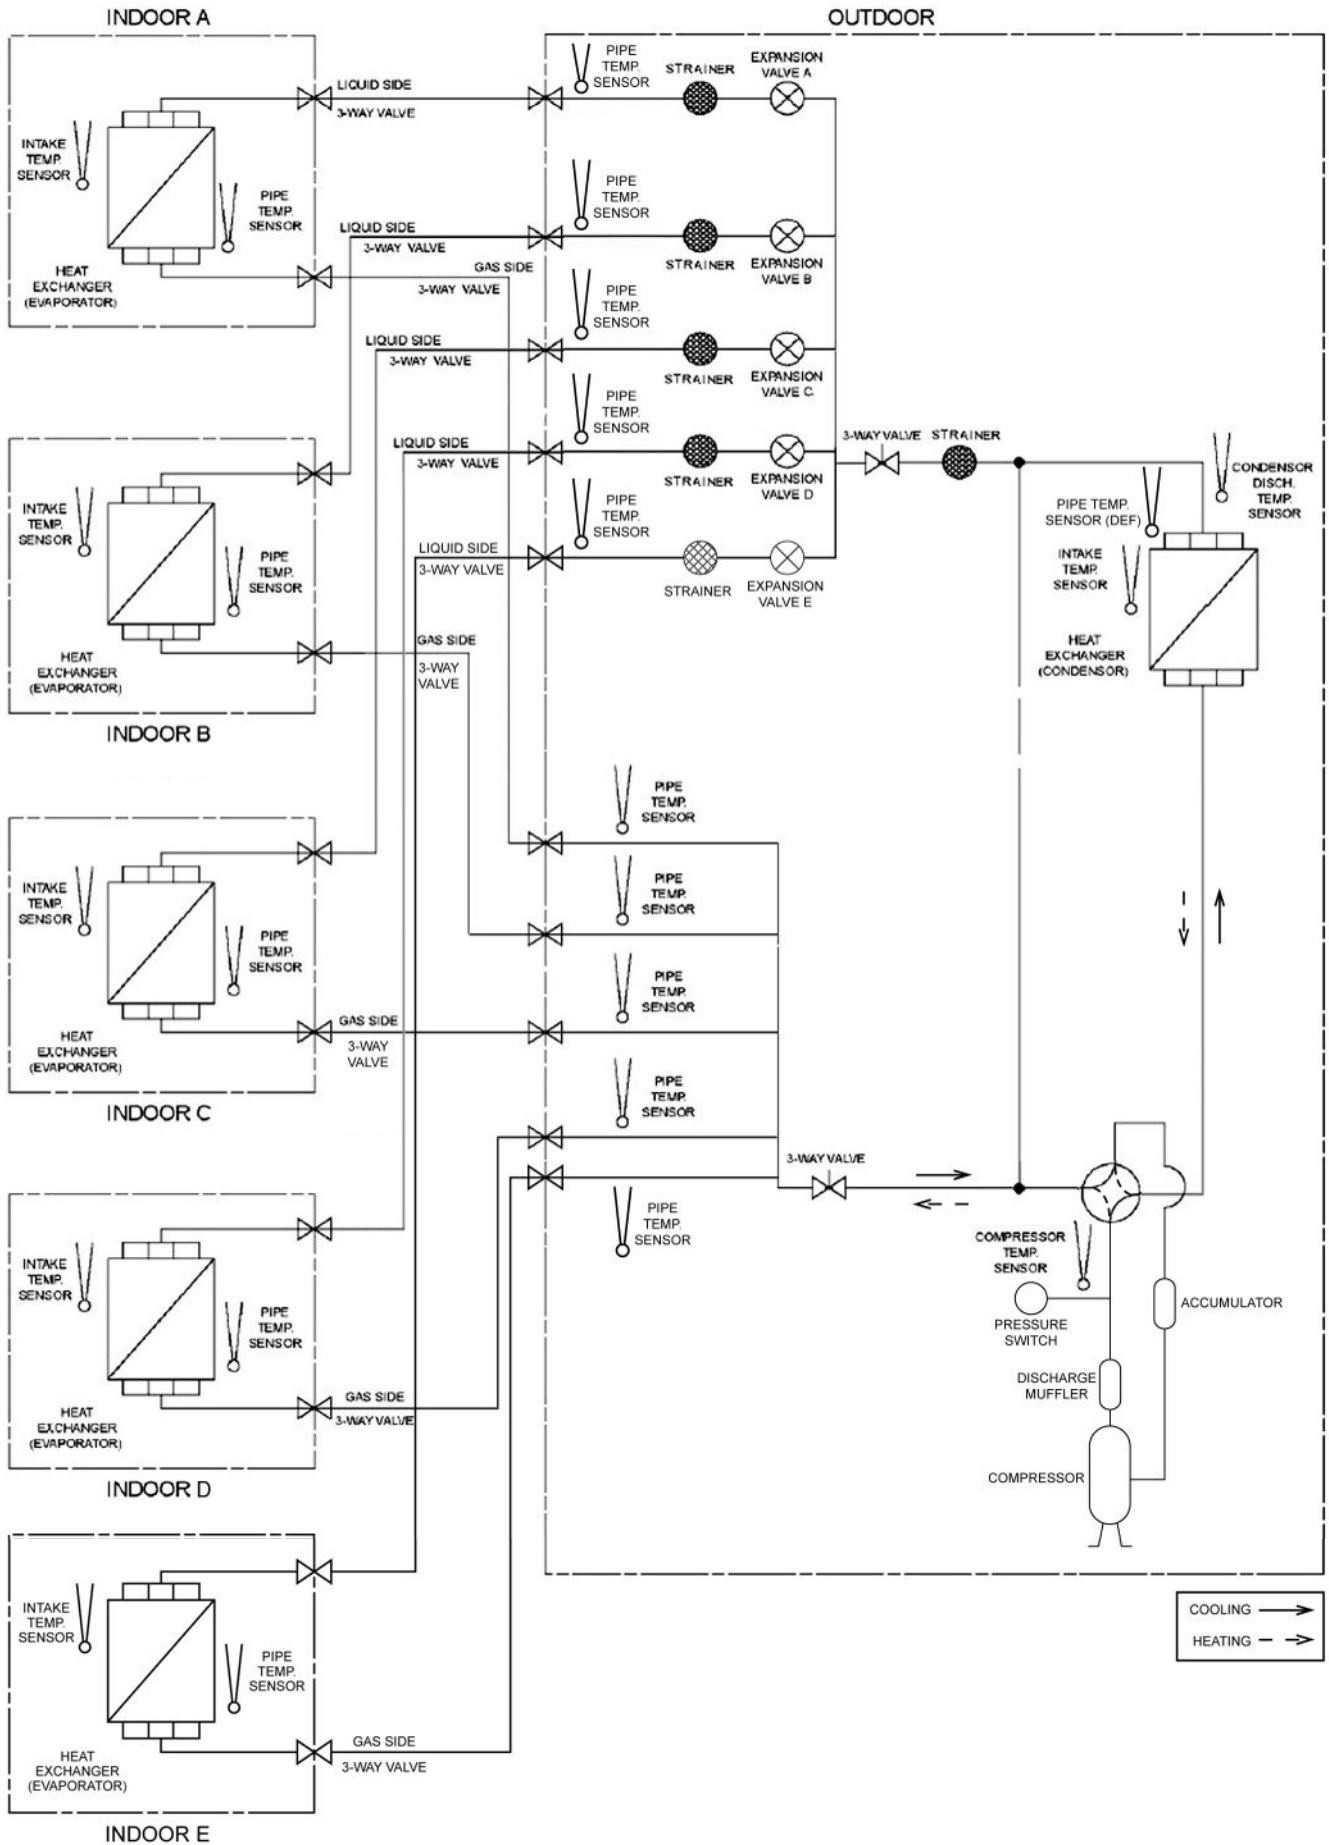 INDOOR A
OUTDOOR
LIQUID SIDE
3-WAY VALVE
PIPE
TEMP.
SENSOR
STRAINER
EXPANSION
VALVE A
INTAKE
TEMP.
SENSOR
PIPE
TEMP.
SENSOR
HEAT
EXCHANGER
(EVAPORATOR)
LIQUID SIDE
3-WAY VALVE
PIPE
TEMP.
SENSOR
STRAINER
EXPANSION
VALVE B
GAS SIDE
3-WAY VALVE
PIPE
TEMP.
SENSOR
LIQUID SIDE
3-WAY VALVE
STRAINER
EXPANSION
VALVE C
PIPE
TEMP.
SENSOR
LIQUID SIDE
3-WAY VALVE
STRAINER
EXPANSION
VALVE D
3-WAY VALVE
STRAINER
CONDENSOR
DISCH.
TEMP.
SENSOR
PIPE TEMP.
SENSOR (DEF)
INTAKE
TEMP.
SENSOR
HEAT
EXCHANGER
(CONDENSOR)
PIPE
TEMP.
SENSOR
LIQUID SIDE
3-WAY VALVE
STRAINER
EXPANSION
VALVE E
INTAKE
TEMP.
SENSOR
PIPE
TEMP.
SENSOR
HEAT
EXCHANGER
(EVAPORATOR)
GAS SIDE
3-WAY
VALVE
INDOOR B
PIPE
TEMP.
SENSOR
PIPE
TEMP.
SENSOR
INTAKE
TEMP.
SENSOR
PIPE
TEMP.
SENSOR
HEAT
EXCHANGER
(EVAPORATOR)
GAS SIDE
3-WAY
VALVE
INDOOR C
PIPE
TEMP.
SENSOR
PIPE
TEMP.
SENSOR
3-WAY VALVE
PIPE
TEMP.
SENSOR
COMPRESSOR
TEMP.
SENSOR
PRESSURE
SWITCH
ACCUMULATOR
DISCHARGE
MUFFLER
COMPRESSOR
INTAKE
TEMP.
SENSOR
PIPE
TEMP.
SENSOR
HEAT
EXCHANGER
(EVAPORATOR)
GAS SIDE
3-WAY VALVE
INDOOR D
INTAKE
TEMP.
SENSOR
PIPE
TEMP.
SENSOR
HEAT
EXCHANGER
(EVAPORATOR)
GAS SIDE
3-WAY VALVE
INDOOR E
COOLING
HEATING